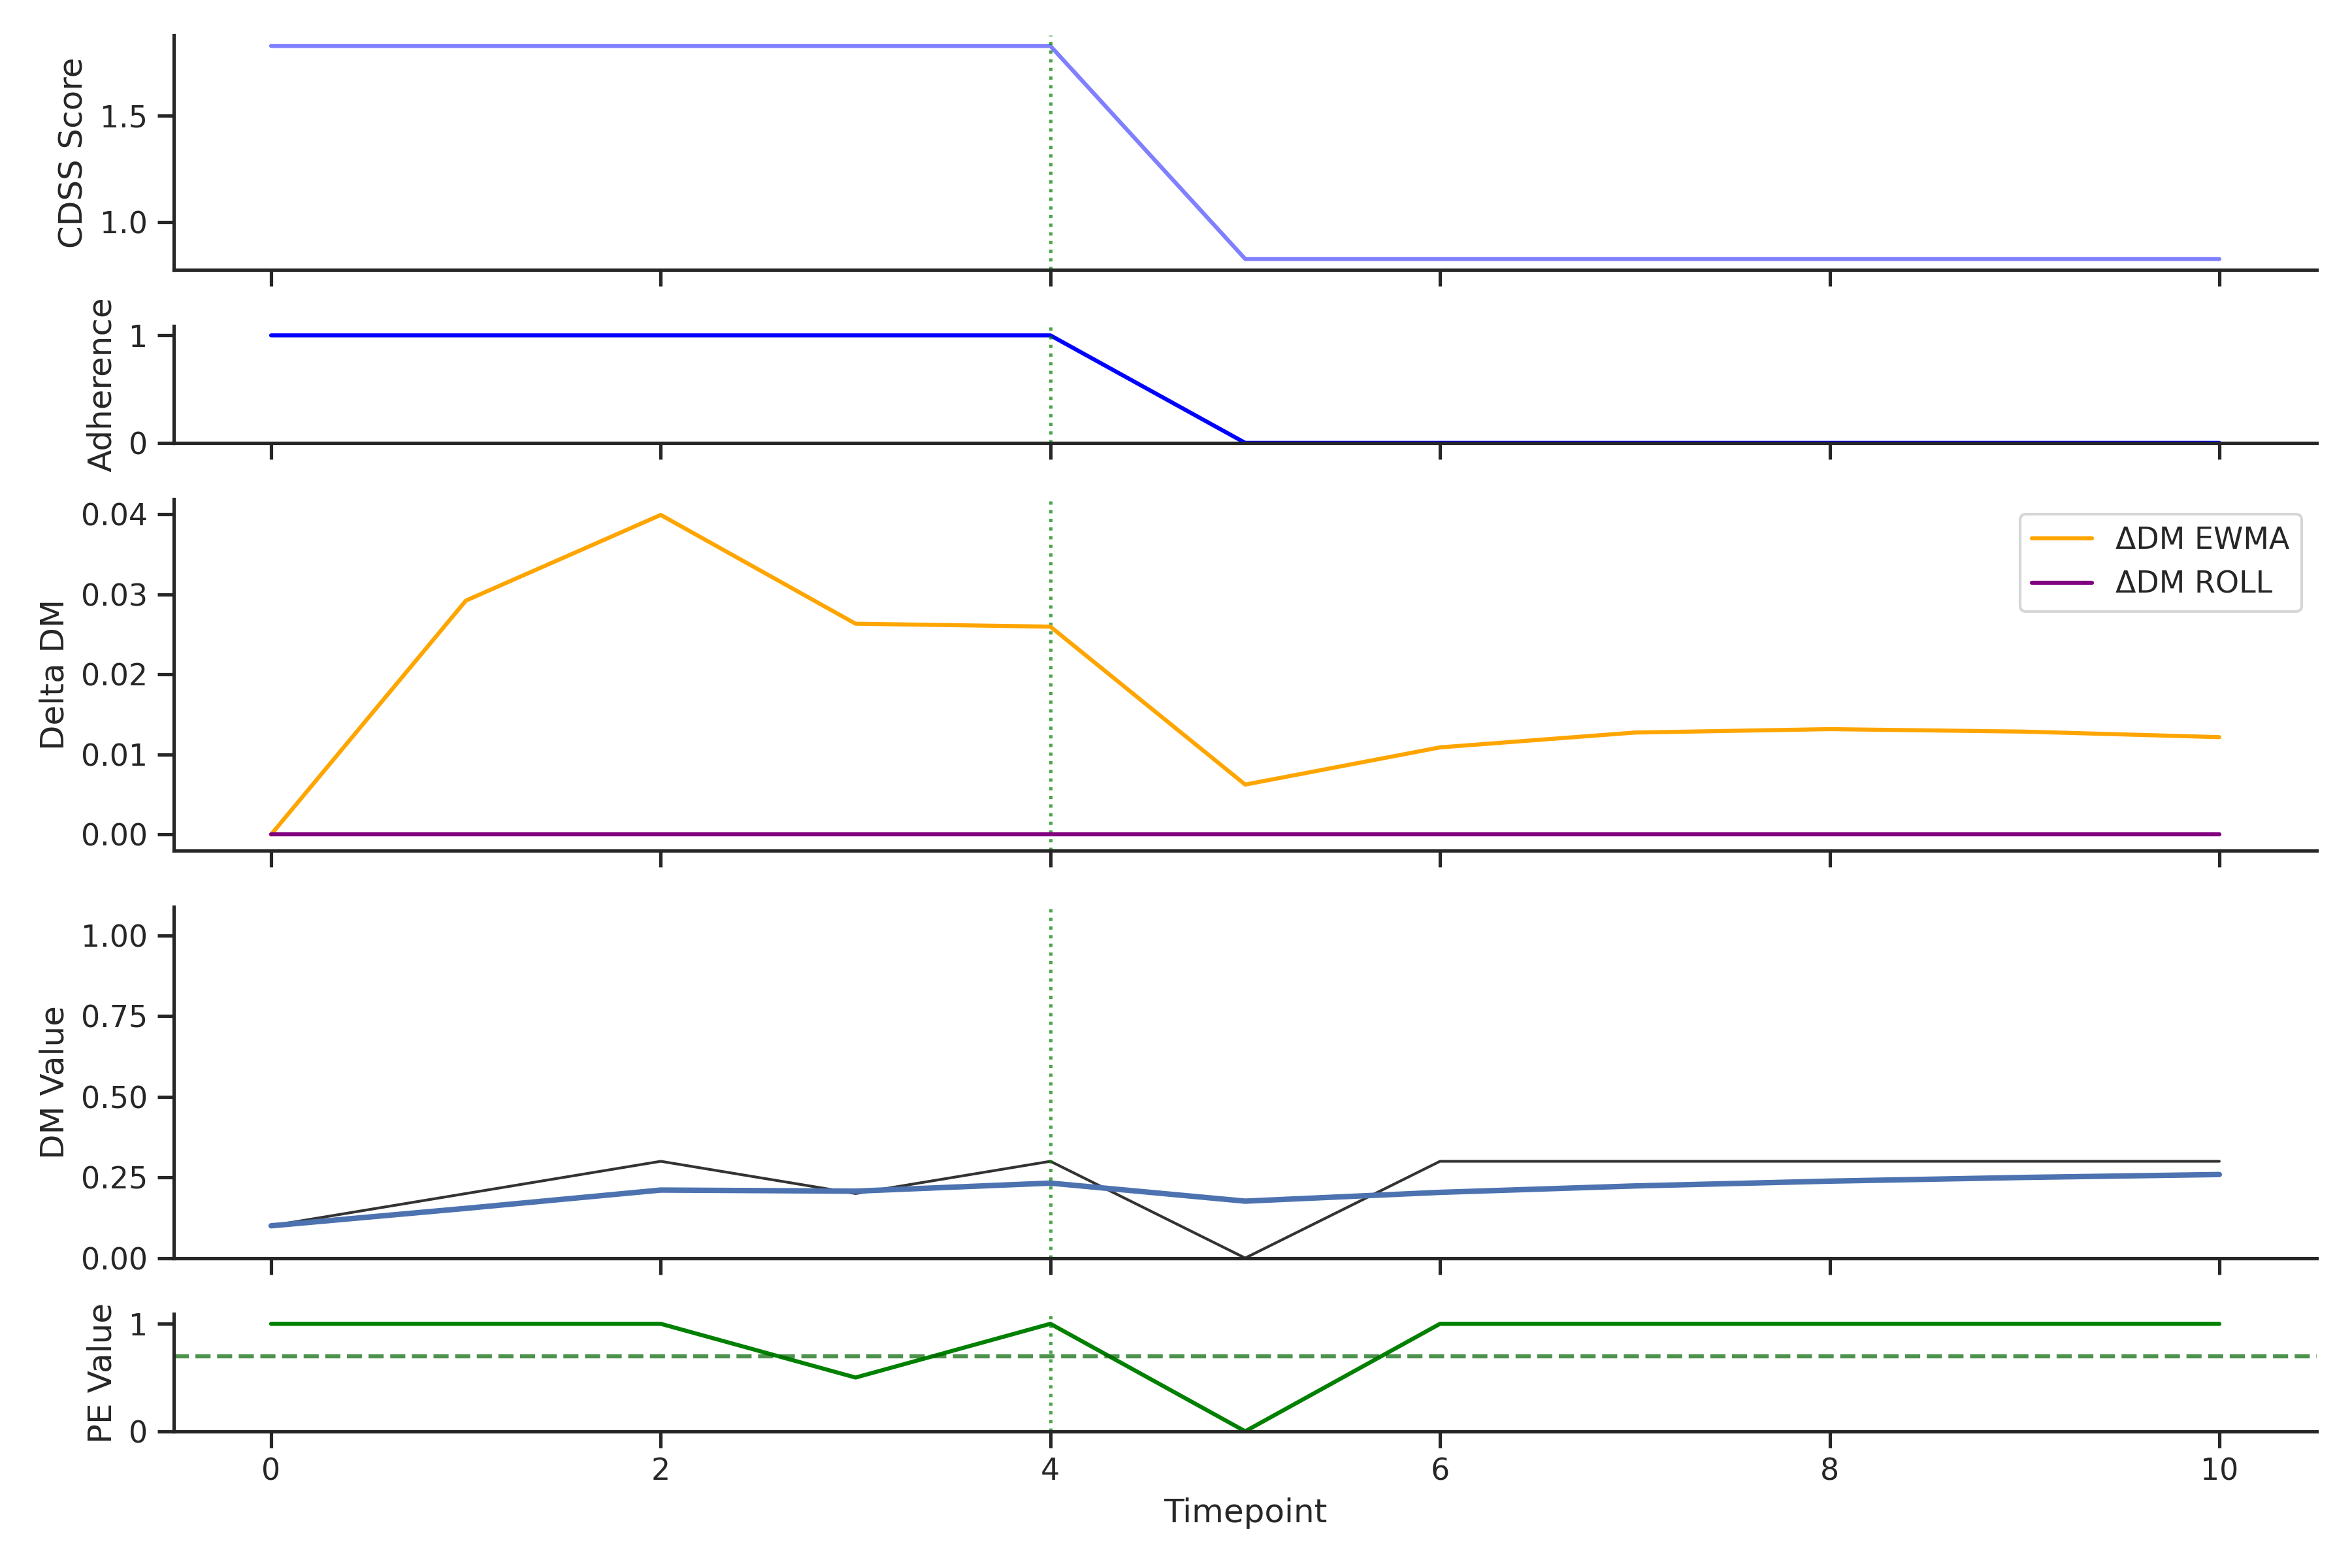 CDSS Score
1.5
1.0
Adherence
1
0
Delta DM
0.04
0.03
0.02
0.01
0.00
ΔDM EWMA
ΔDM ROLL
DM Value
1.00
0.75
0.50
0.25
0.00
PE Value
1
0
0 2 4 6 8 10
Timepoint